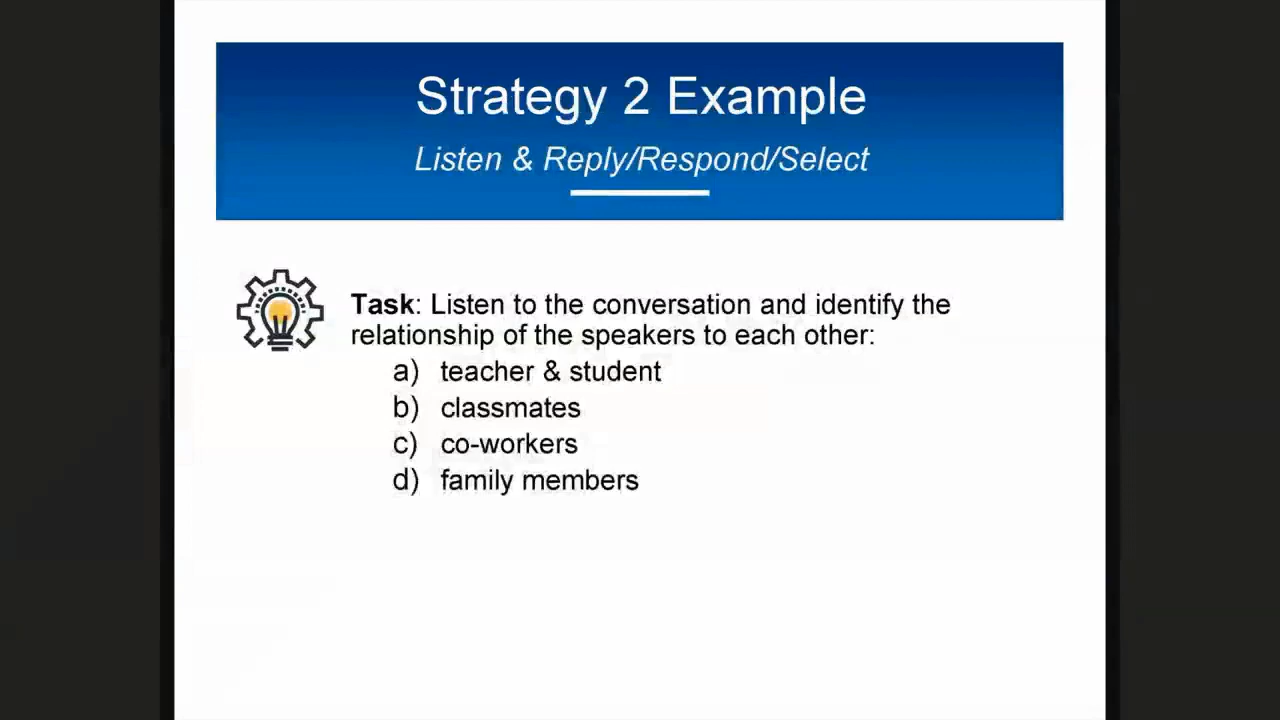 Strategy 2 Example
Listen & Reply/Respond/Select
Task: Listen to the conversation and identify the
relationship of the speakers to each other:
a) teacher & student
b) classmates
c) co-workers
d) family members